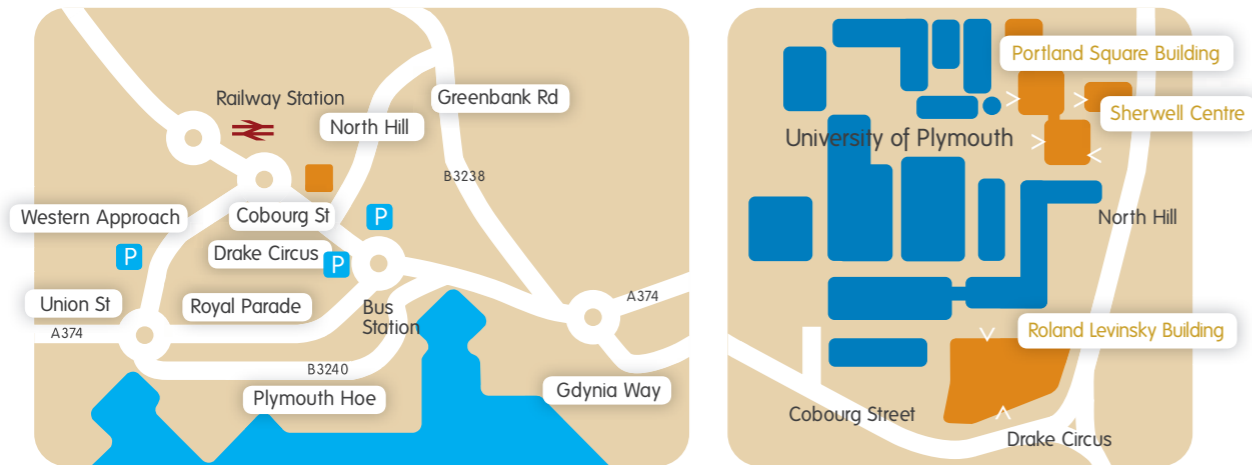 Railway Station
North Hill
Greenbank Rd
B3238
Western Approach
Cobourg St
P
Drake Circus
P
P
Union St
Royal Parade
Bus
Station
A374
A374
B3240
Plymouth Hoe
Gdynia Way
Portland Square Building
Sherwell Centre
University of Plymouth
North Hill
Roland Levinsky Building
Cobourg Street
Drake Circus